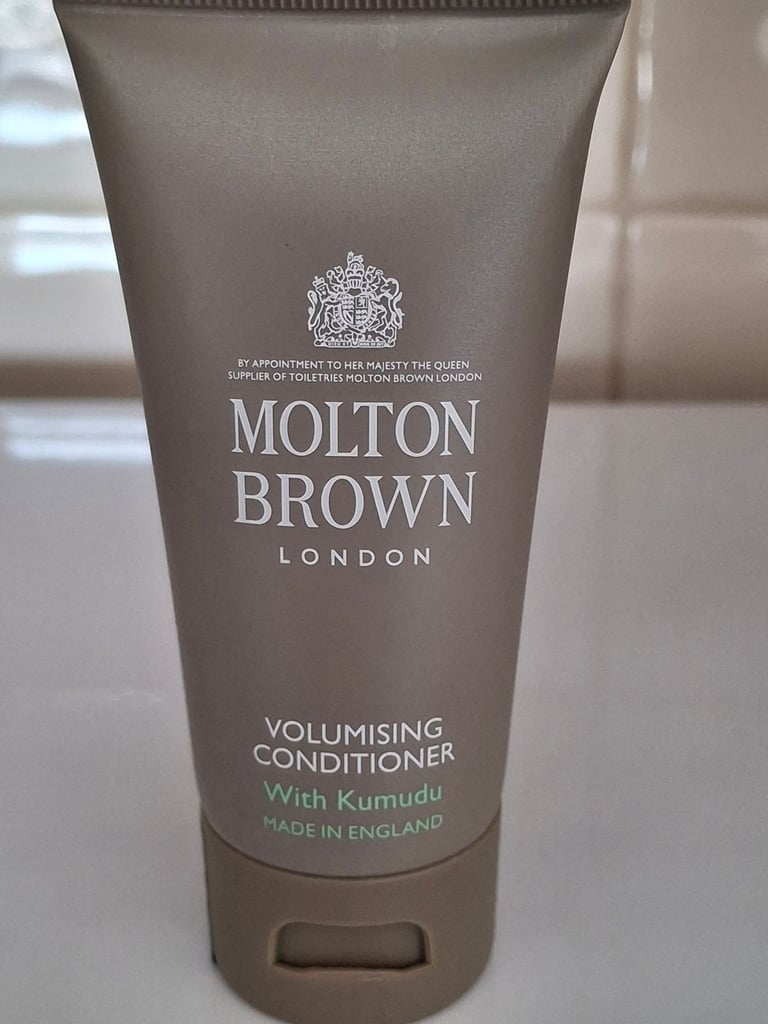 BY APPOINTMENT TO HER MAJESTY THE QUEEN
SUPPLIER OF TOILETRIES MOLTON BROWN LONDON
MOLTON
BROWN
LONDON
VOLUMISING
CONDITIONER
With Kumudu
MADE IN ENGLAND